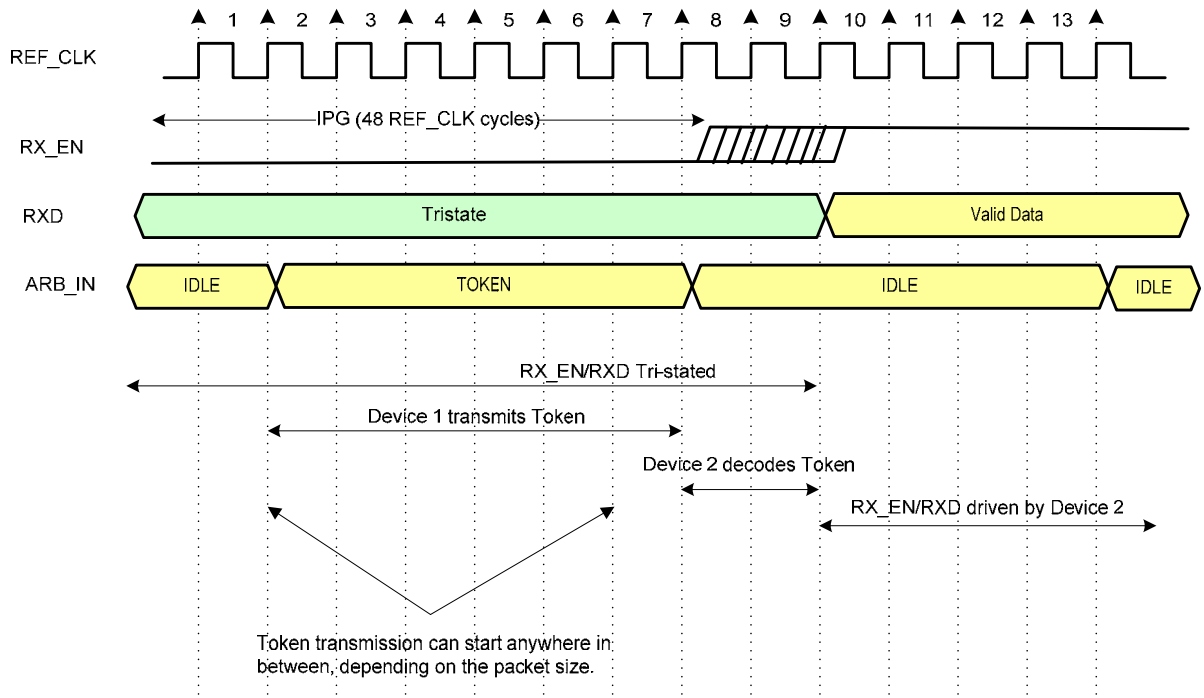 1 2 3 4 5 6 7 8 9 10 11 12 13
REF_CLK
IPG (48 REF_CLK cycles)
RX_EN
RXD
Tristate
Valid Data
ARB_IN
IDLE
TOKEN
IDLE
IDLE
RX_EN/RXD Tri-stated
Device 1 transmits Token
Device 2 decodes Token
RX_EN/RXD driven by Device 2
Token transmission can start anywhere in
between, depending on the packet size.